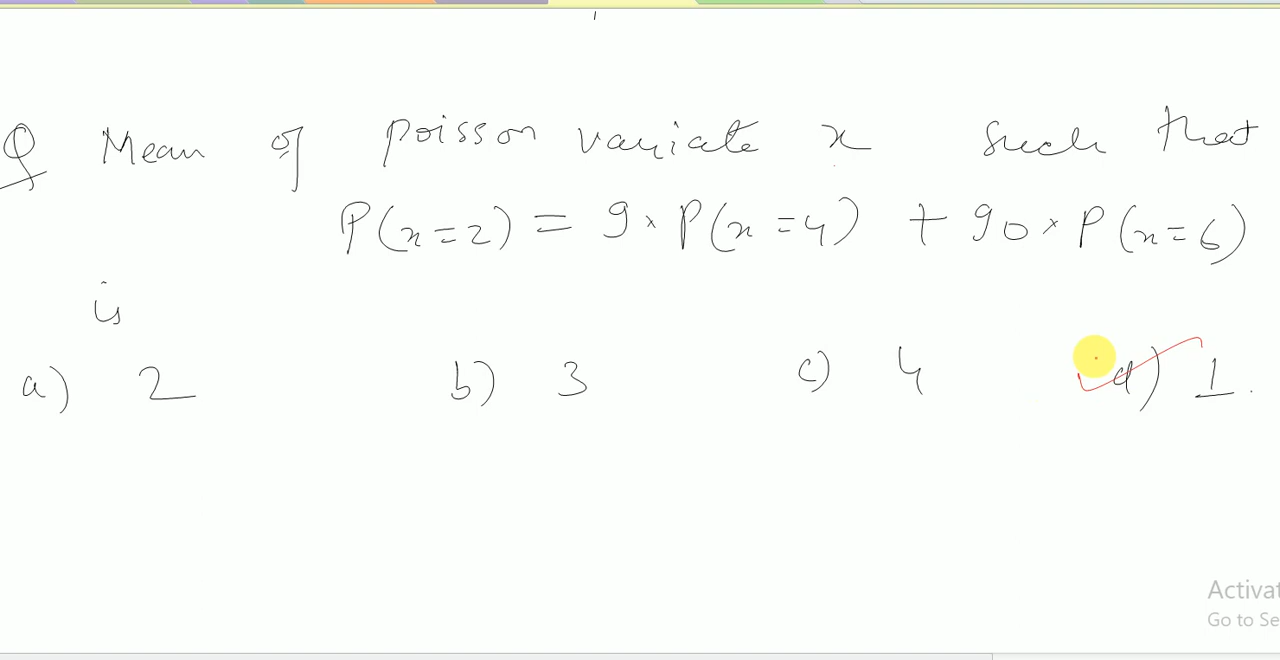 Q Mean of poisson variate x such that
P(x=2) = 9 × P(x=4) + 90 × P(x=6)
is
a) 2 b) 3 c) 4 d) 1.
Activat
Go to Se